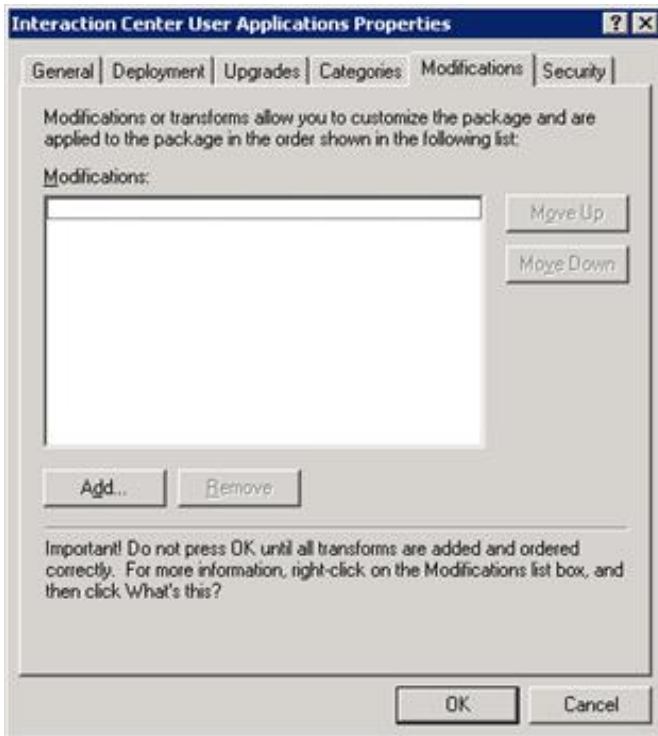 Interaction Center User Applications Properties
General Deployment Upgrades Categories Modifications Security
Modifications or transforms allow you to customize the package and are
applied to the package in the order shown in the following list:
Modifications:
Move Up
Move Down
Add... Remove
Important! Do not press OK until all transforms are added and ordered
correctly. For more information, right-click on the Modifications list box, and
then click What's this?
OK Cancel